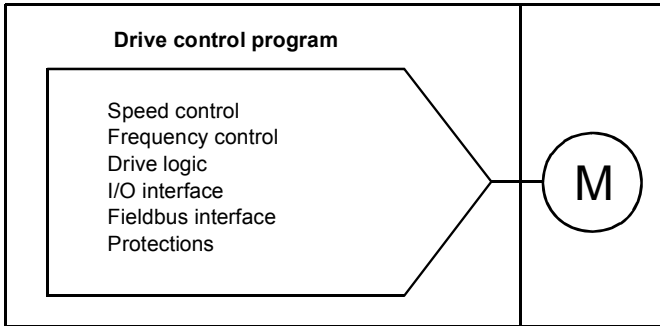 Drive control program
Speed control
Frequency control
Drive logic
I/O interface
Fieldbus interface
Protections
M